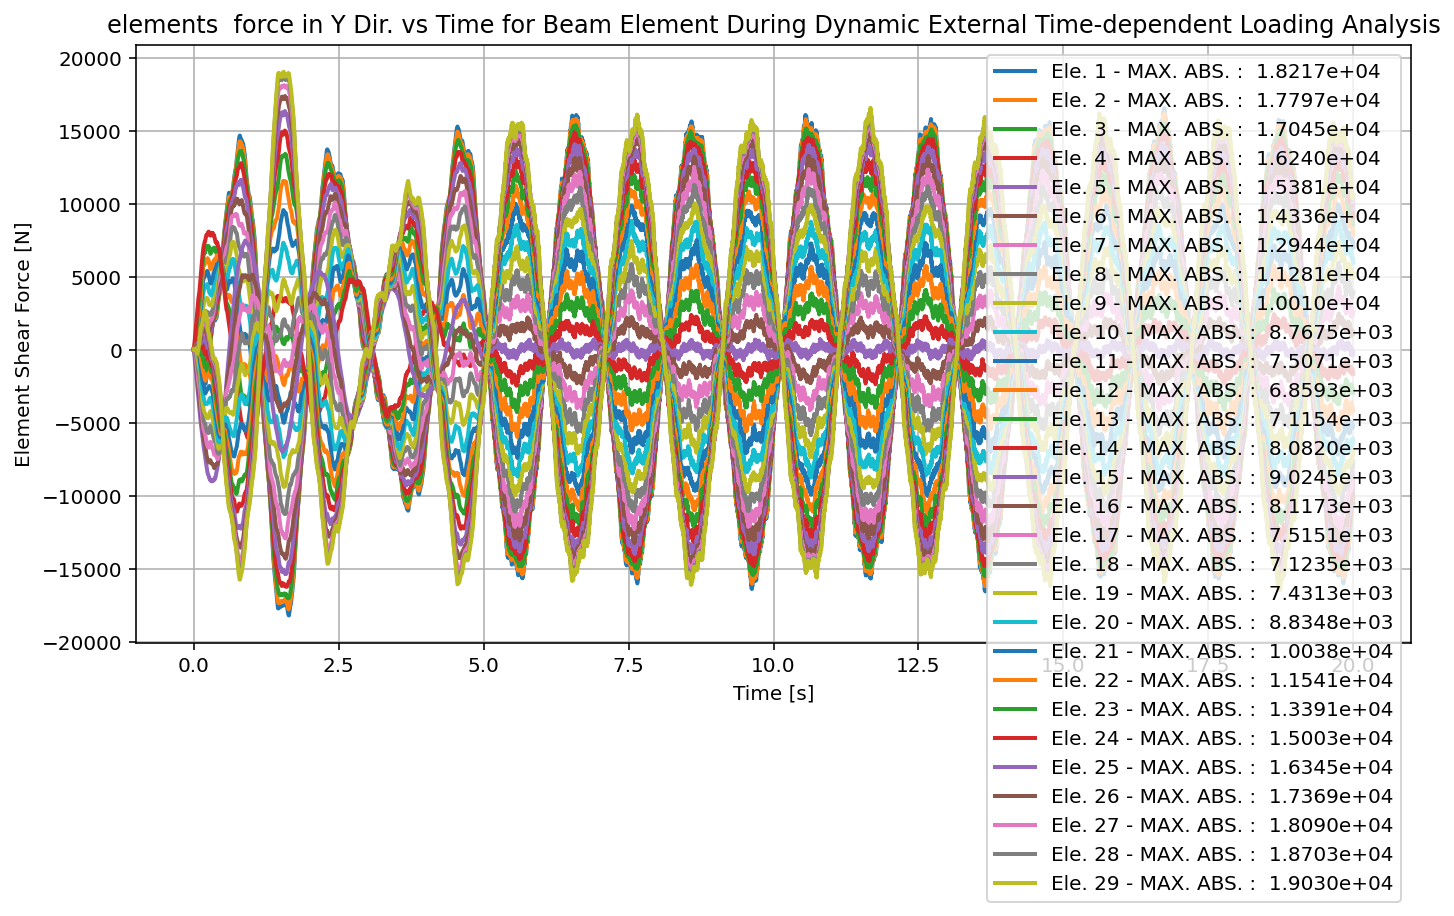 elements  force in Y Dir. vs Time for Beam Element During Dynamic External Time-dependent Loading Analysis
Element Shear Force [N]
20000
15000
10000
5000
0
−5000
−10000
−15000
−20000
0.0
2.5
5.0
7.5
10.0
12.5
15.0
17.5
20.0
Time [s]
Ele. 1 - MAX. ABS. :  1.8217e+04
Ele. 2 - MAX. ABS. :  1.7797e+04
Ele. 3 - MAX. ABS. :  1.7045e+04
Ele. 4 - MAX. ABS. :  1.6240e+04
Ele. 5 - MAX. ABS. :  1.5381e+04
Ele. 6 - MAX. ABS. :  1.4336e+04
Ele. 7 - MAX. ABS. :  1.2944e+04
Ele. 8 - MAX. ABS. :  1.1281e+04
Ele. 9 - MAX. ABS. :  1.0010e+04
Ele. 10 - MAX. ABS. :  8.7675e+03
Ele. 11 - MAX. ABS. :  7.5071e+03
Ele. 12 - MAX. ABS. :  6.8593e+03
Ele. 13 - MAX. ABS. :  7.1154e+03
Ele. 14 - MAX. ABS. :  8.0820e+03
Ele. 15 - MAX. ABS. :  9.0245e+03
Ele. 16 - MAX. ABS. :  8.1173e+03
Ele. 17 - MAX. ABS. :  7.5151e+03
Ele. 18 - MAX. ABS. :  7.1235e+03
Ele. 19 - MAX. ABS. :  7.4313e+03
Ele. 20 - MAX. ABS. :  8.8348e+03
Ele. 21 - MAX. ABS. :  1.0038e+04
Ele. 22 - MAX. ABS. :  1.1541e+04
Ele. 23 - MAX. ABS. :  1.3391e+04
Ele. 24 - MAX. ABS. :  1.5003e+04
Ele. 25 - MAX. ABS. :  1.6345e+04
Ele. 26 - MAX. ABS. :  1.7369e+04
Ele. 27 - MAX. ABS. :  1.8090e+04
Ele. 28 - MAX. ABS. :  1.8703e+04
Ele. 29 - MAX. ABS. :  1.9030e+04